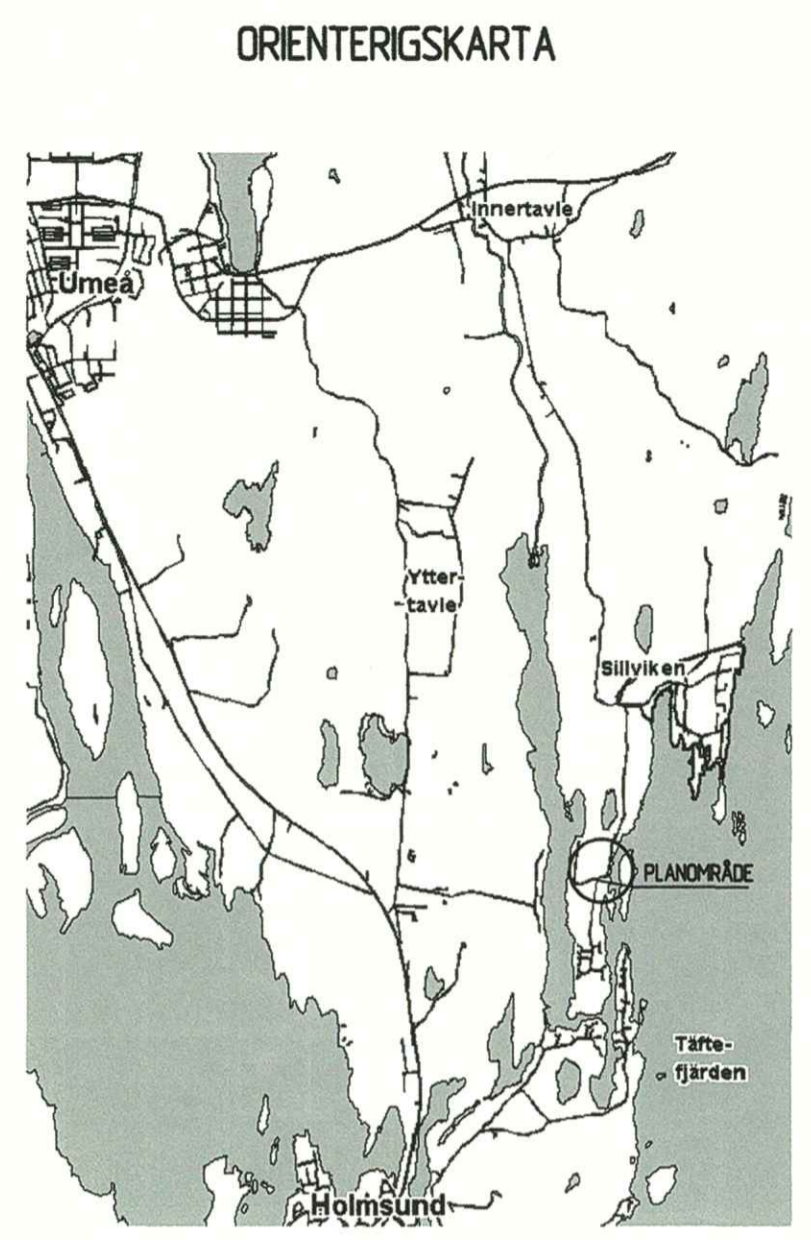 ORIENTERIGSKARTA
Innertavle
Umeå
Ytter-
tavle
Sillviken
PLANOMRÅDE
Täfte-
fjärden
Holmsund